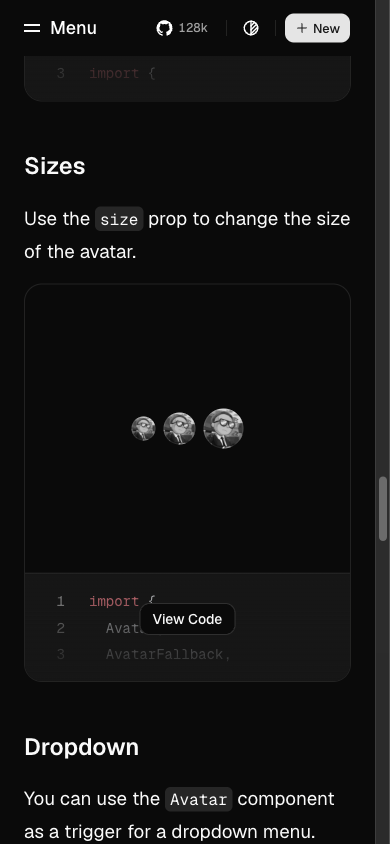 Menu
128k
+ New
3 import {
Sizes
Use the size prop to change the size
of the avatar.
1 import {
2 Avat
View Code
3 AvatarFallback,
Dropdown
You can use the Avatar component
as a trigger for a dropdown menu.